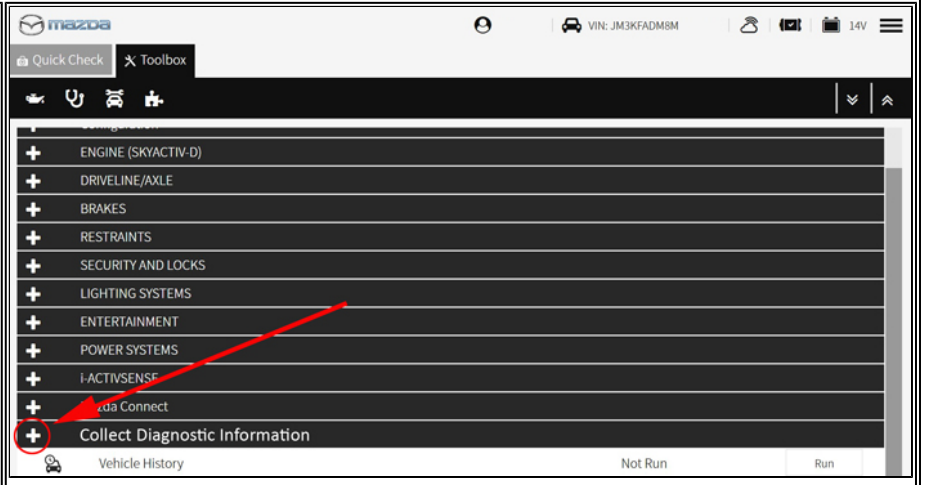 mazda VIN: JM3KFADM8M 14V
Quick Check Toolbox
ENGINE (SKYACTIV-D)
DRIVELINE/AXLE
BRAKES
RESTRAINTS
SECURITY AND LOCKS
LIGHTING SYSTEMS
ENTERTAINMENT
POWER SYSTEMS
i-ACTIVSENSE
Connect
Collect Diagnostic Information
Vehicle History Not Run Run